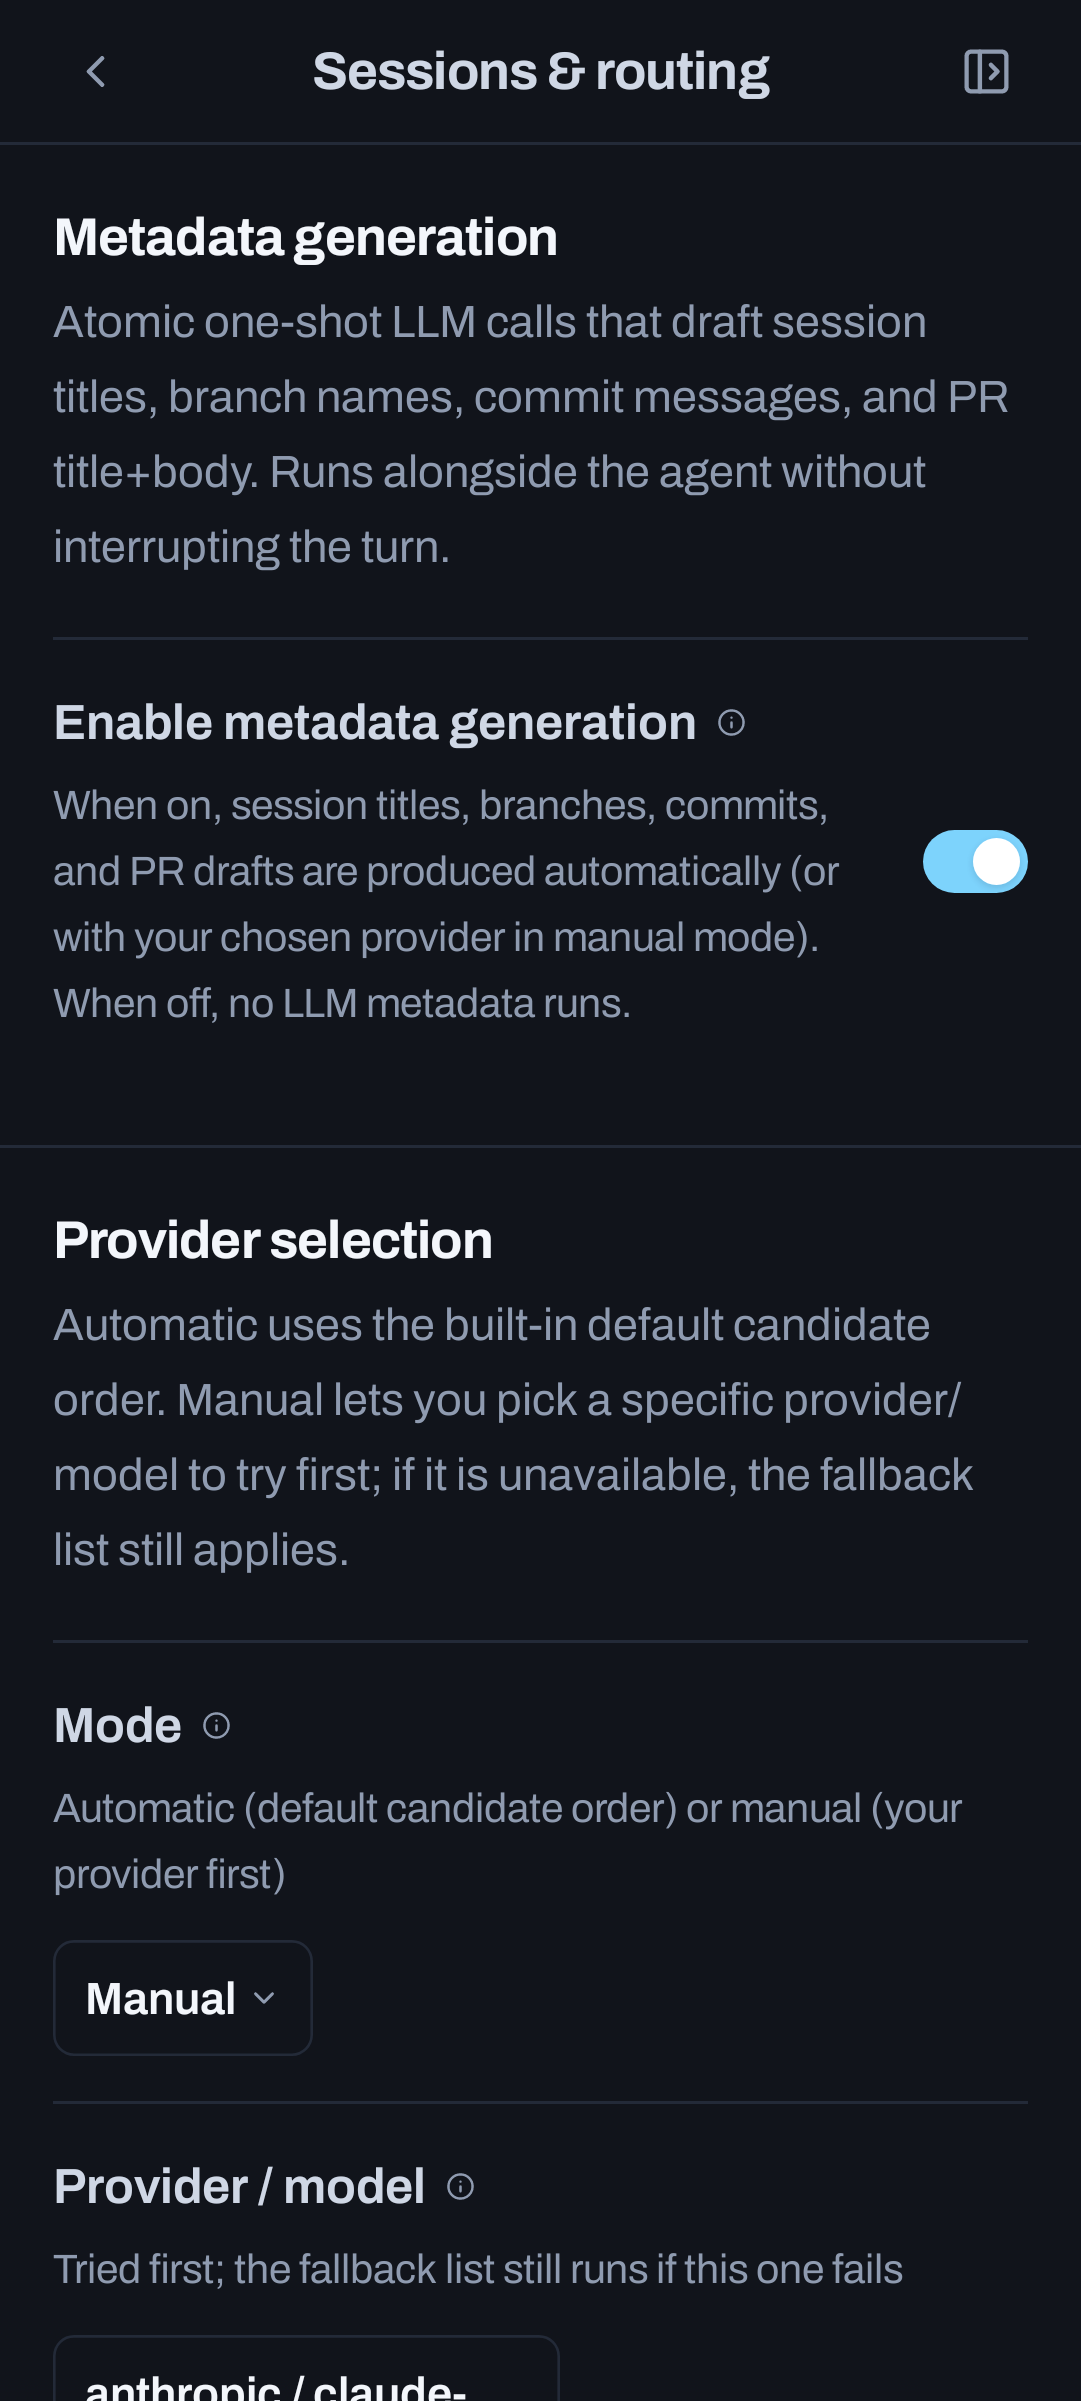 Sessions & routing
Metadata generation
Atomic one-shot LLM calls that draft session
titles, branch names, commit messages, and PR
title+body. Runs alongside the agent without
interrupting the turn.
Enable metadata generation
When on, session titles, branches, commits,
and PR drafts are produced automatically (or
with your chosen provider in manual mode).
When off, no LLM metadata runs.
Provider selection
Automatic uses the built-in default candidate
order. Manual lets you pick a specific provider/
model to try first; if it is unavailable, the fallback
list still applies.
Mode
Automatic (default candidate order) or manual (your
provider first)
Manual
Provider / model
Tried first; the fallback list still runs if this one fails
anthropic / claude-